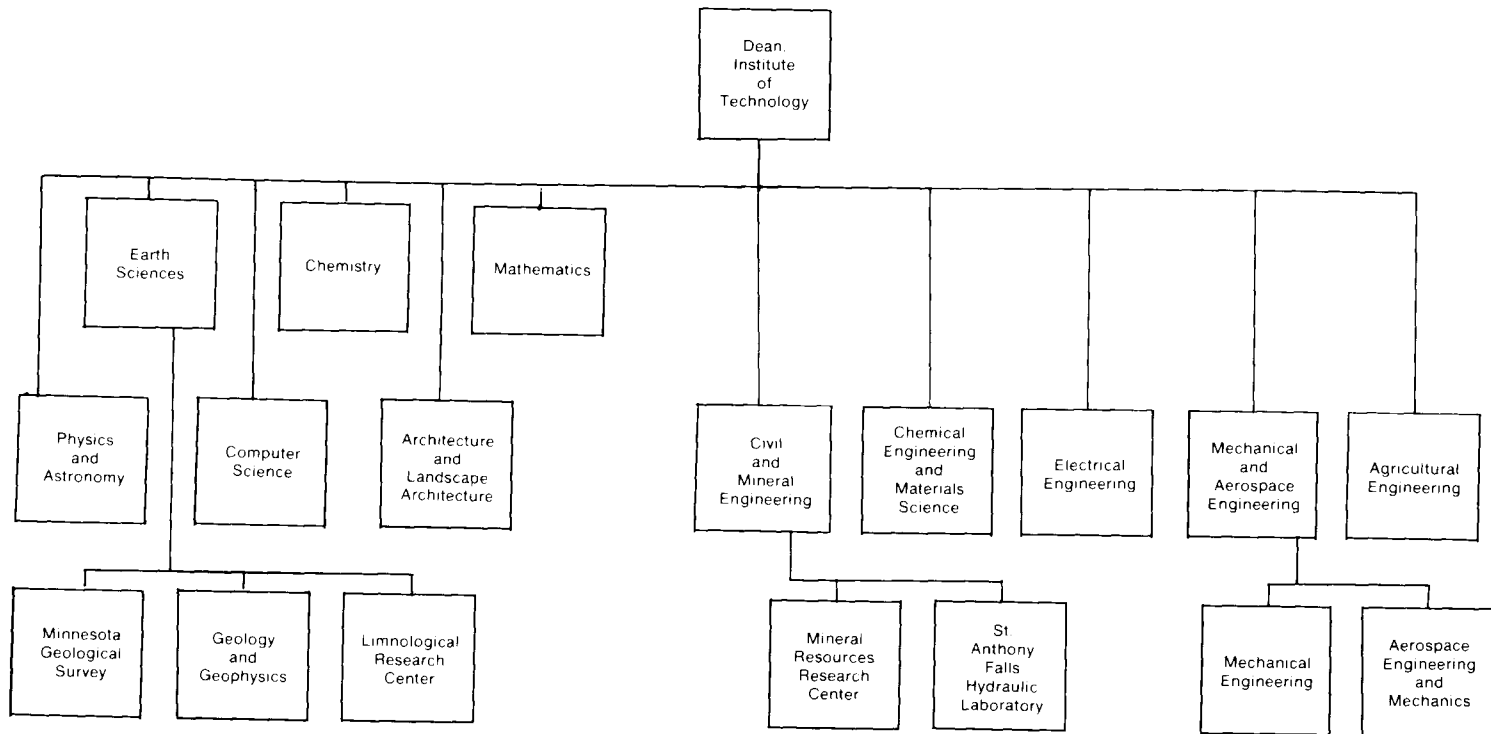 Dean.
Institute
of
Technology
Earth
Sciences
Chemistry
Mathematics
Physics
and
Astronomy
Computer
Science
Architecture
and
Landscape
Architecture
Civil
and
Mineral
Engineering
Chemical
Engineering
and
Materials
Science
Electrical
Engineering
Mechanical
and
Aerospace
Engineering
Agricultural
Engineering
Minnesota
Geological
Survey
Geology
and
Geophysics
Limnological
Research
Center
Mineral
Resources
Research
Center
St.
Anthony
Falls
Hydraulic
Laboratory
Mechanical
Engineering
Aerospace
Engineering
and
Mechanics